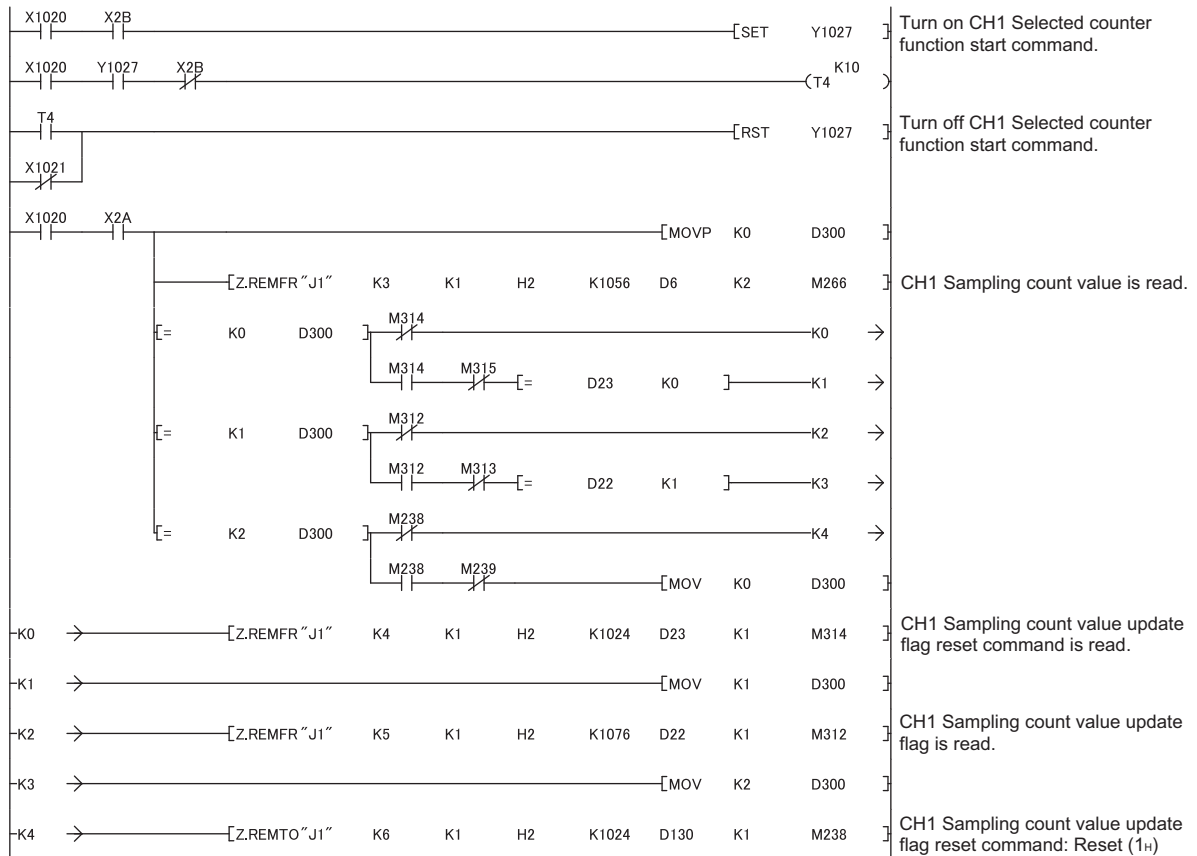 X1020 X2B
[SET Y1027 ]
Turn on CH1 Selected counter
function start command.
X1020 Y1027 X2B K10
(T4 )
T4
[RST Y1027 ]
Turn off CH1 Selected counter
function start command.
X1021
X1020 X2A
[MOVP K0 D300 ]
[Z.REMFR "J1" K3 K1 H2 K1056 D6 K2 M266 ]
CH1 Sampling count value is read.
M314
[= K0 D300 ] K0
M314 M315
[= D23 K0 ] K1
M312
[= K1 D300 ] K2
M312 M313
[= D22 K1 ] K3
M238
[= K2 D300 ] K4
M238 M239
[MOV K0 D300 ]
K0 [Z.REMFR "J1" K4 K1 H2 K1024 D23 K1 M314 ]
CH1 Sampling count value update
flag reset command is read.
K1 [MOV K1 D300 ]
K2 [Z.REMFR "J1" K5 K1 H2 K1076 D22 K1 M312 ]
CH1 Sampling count value update
flag is read.
K3 [MOV K2 D300 ]
K4 [Z.REMTO "J1" K6 K1 H2 K1024 D130 K1 M238 ]
CH1 Sampling count value update
flag reset command: Reset (1H)